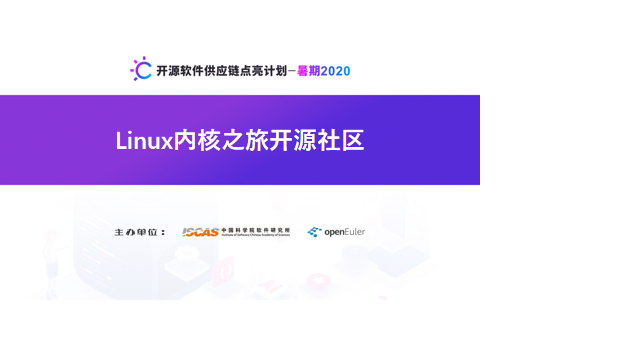 开源软件供应链点亮计划—暑期2020
Linux内核之旅开源社区
主办单位：
ISCAS 中国科学院软件研究所
Institute of Software Chinese Academy of Sciences
openEuler